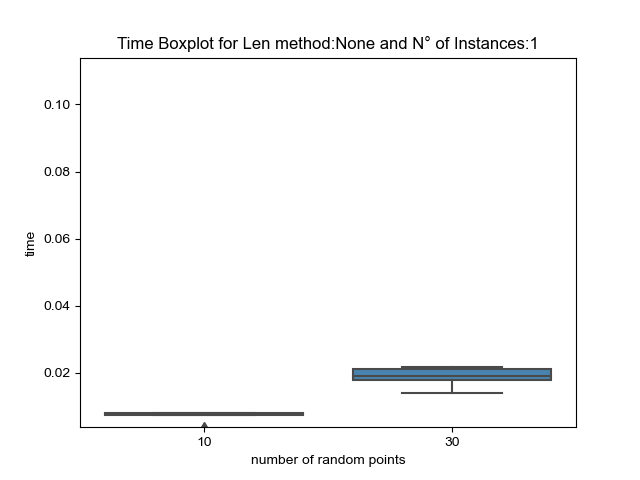 Time Boxplot for Len method:None and N° of Instances:1
0.10
0.08
0.06
0.04
0.02
time
10
30
number of random points